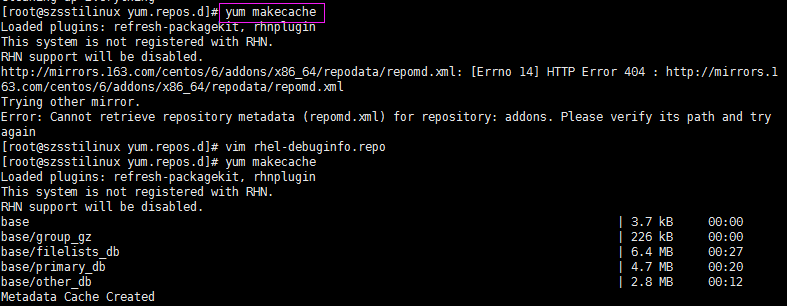 [root@szsstilinux yum.repos.d]# yum makecache
Loaded plugins: refresh-packagekit, rhnplugin
This system is not registered with RHN.
RHN support will be disabled.
http://mirrors.163.com/centos/6/addons/x86_64/repodata/repomd.xml: [Errno 14] HTTP Error 404 : http://mirrors.1
63.com/centos/6/addons/x86_64/repodata/repomd.xml
Trying other mirror.
Error: Cannot retrieve repository metadata (repomd.xml) for repository: addons. Please verify its path and try
again
[root@szsstilinux yum.repos.d]# vim rhel-debuginfo.repo
[root@szsstilinux yum.repos.d]# yum makecache
Loaded plugins: refresh-packagekit, rhnplugin
This system is not registered with RHN.
RHN support will be disabled.
base | 3.7 kB 00:00
base/group_gz | 226 kB 00:00
base/filelists_db | 6.4 MB 00:27
base/primary_db | 4.7 MB 00:20
base/other_db | 2.8 MB 00:12
Metadata Cache Created